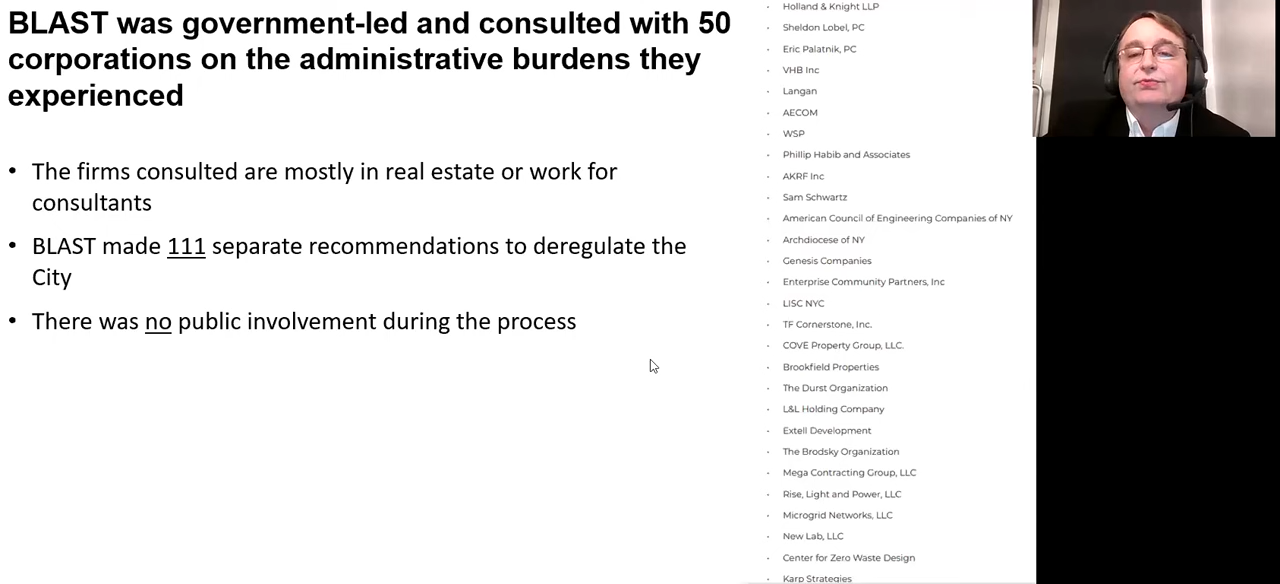 BLAST was government-led and consulted with 50
corporations on the administrative burdens they
experienced
• The firms consulted are mostly in real estate or work for
consultants
• BLAST made 111 separate recommendations to deregulate the
City
• There was no public involvement during the process
• Holland & Knight LLP
• Sheldon Lobel, PC
• Eric Palatnik, PC
• VHB Inc
• Langan
• AECOM
• WSP
• Phillip Habib and Associates
• AKRF Inc
• Sam Schwartz
• American Council of Engineering Companies of NY
• Archdiocese of NY
• Genesis Companies
• Enterprise Community Partners, Inc
• LISC NYC
• TF Cornerstone, Inc.
• COVE Property Group, LLC.
• Brookfield Properties
• The Durst Organization
• L&L Holding Company
• Extell Development
• The Brodsky Organization
• Mega Contracting Group, LLC
• Rise, Light and Power, LLC
• Microgrid Networks, LLC
• New Lab, LLC
• Center for Zero Waste Design
• Karp Strategies